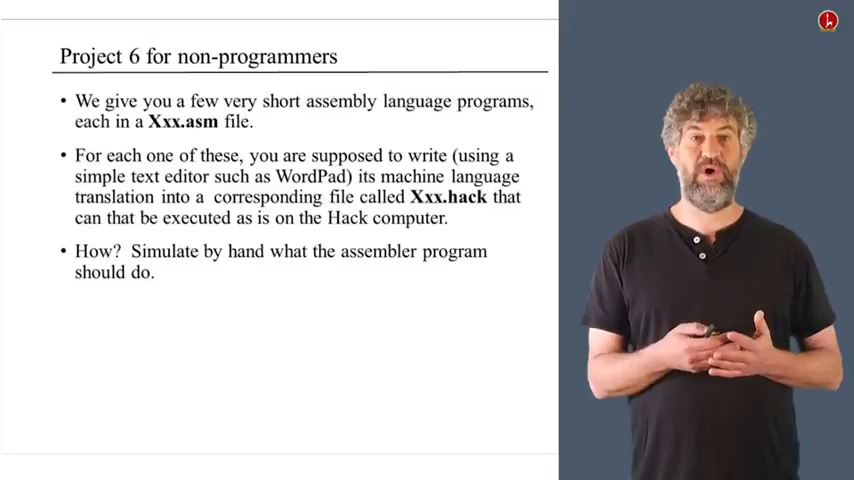 Project 6 for non-programmers
• We give you a few very short assembly language programs,
each in a Xxx.asm file.
• For each one of these, you are supposed to write (using a
simple text editor such as WordPad) its machine language
translation into a corresponding file called Xxx.hack that
can that be executed as is on the Hack computer.
• How? Simulate by hand what the assembler program
should do.